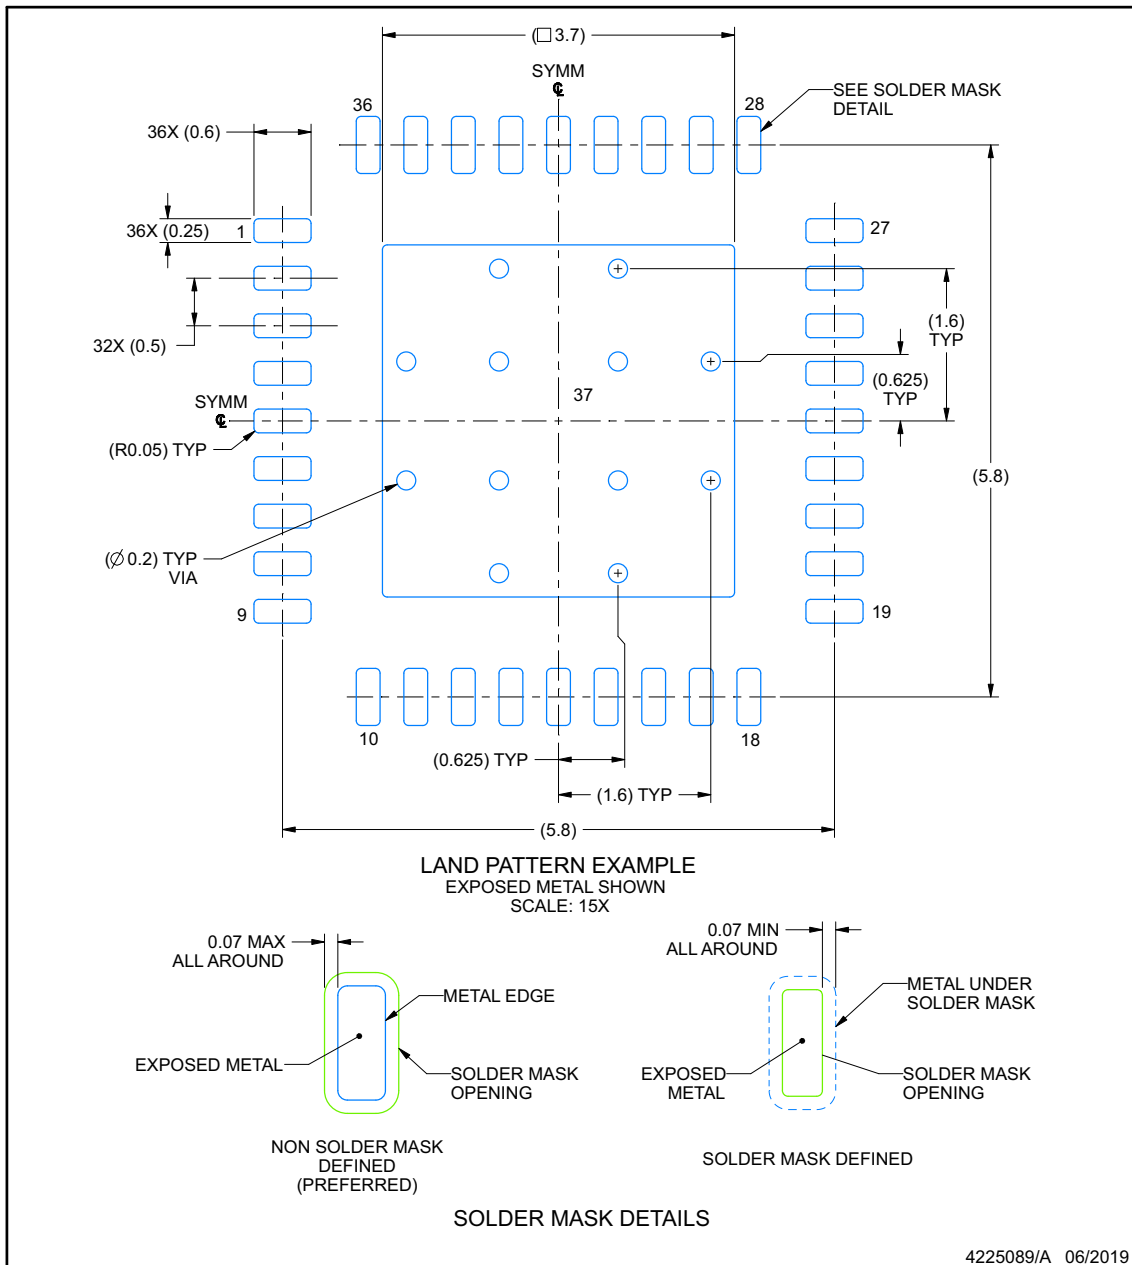 (□ 3.7)
SYMM
℄
36
28
SEE SOLDER MASK
DETAIL
36X (0.6)
36X (0.25)
1
27
32X (0.5)
(1.6)
TYP
(0.625)
TYP
37
SYMM
℄
(R0.05) TYP
(5.8)
(∅ 0.2) TYP
VIA
9
19
10
18
(0.625) TYP
(1.6) TYP
(5.8)
LAND PATTERN EXAMPLE
EXPOSED METAL SHOWN
SCALE: 15X
0.07 MAX
ALL AROUND
METAL EDGE
EXPOSED METAL
SOLDER MASK
OPENING
NON SOLDER MASK
DEFINED
(PREFERRED)
0.07 MIN
ALL AROUND
METAL UNDER
SOLDER MASK
EXPOSED
METAL
SOLDER MASK
OPENING
SOLDER MASK DEFINED
SOLDER MASK DETAILS
4225089/A 06/2019